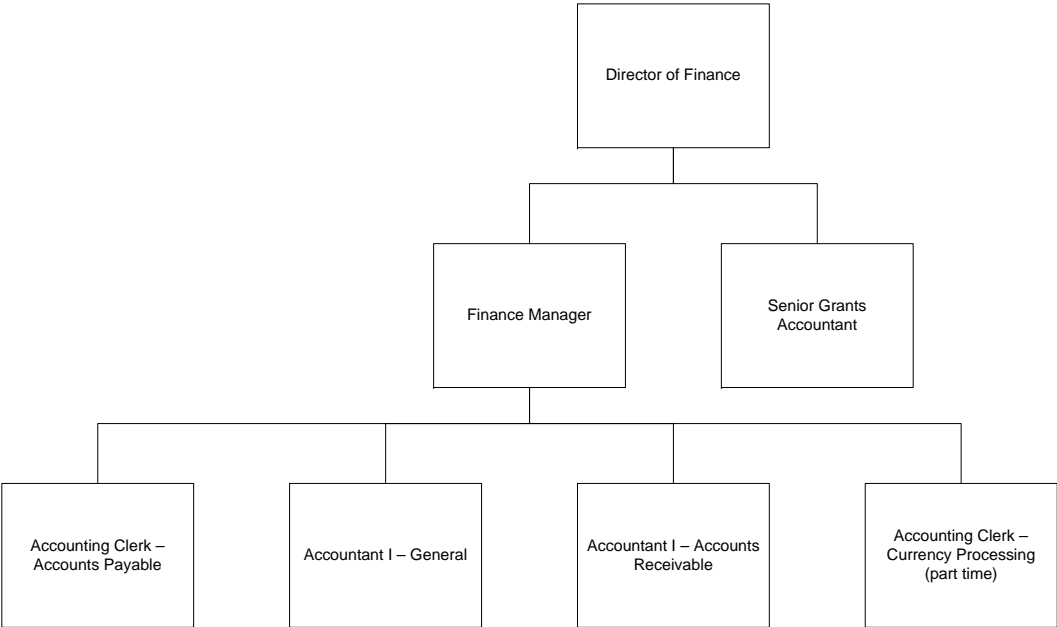 Director of Finance
Finance Manager
Senior Grants
Accountant
Accounting Clerk –
Accounts Payable
Accountant I – General
Accountant I – Accounts
Receivable
Accounting Clerk –
Currency Processing
(part time)